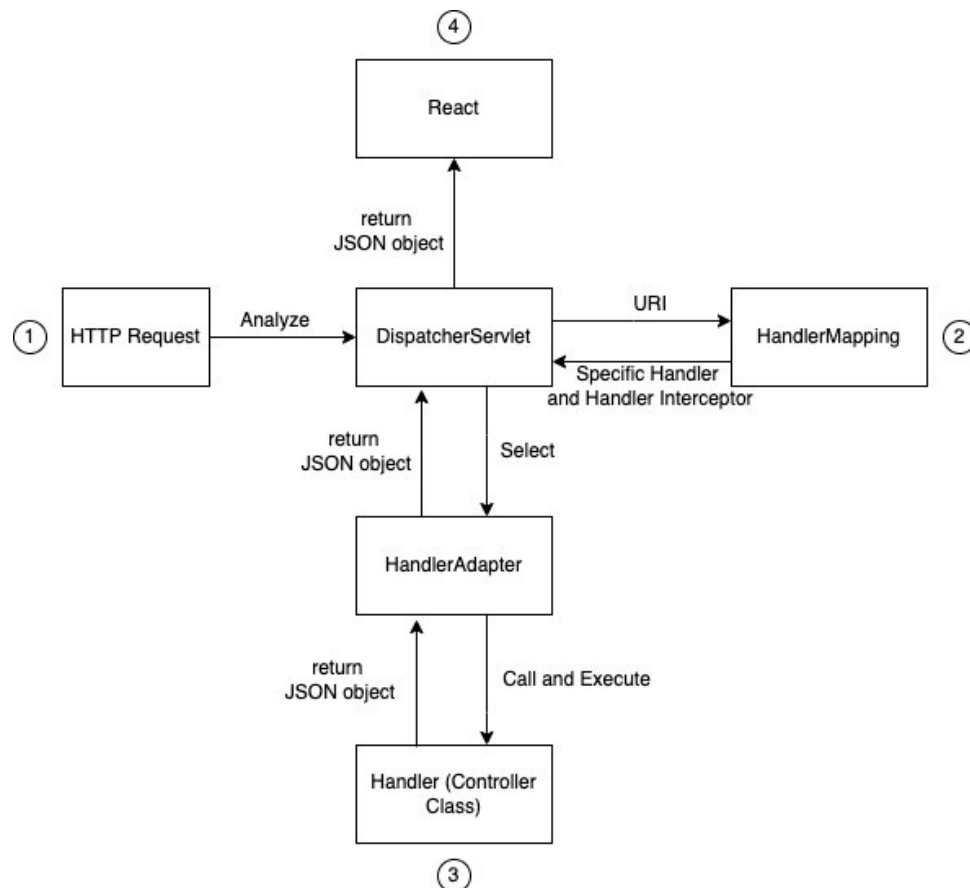 4
React
return
JSON object
1
HTTP Request
Analyze
DispatcherServlet
URI
HandlerMapping
2
Specific Handler
and Handler Interceptor
return
JSON object
Select
HandlerAdapter
return
JSON object
Call and Execute
Handler (Controller
Class)
3